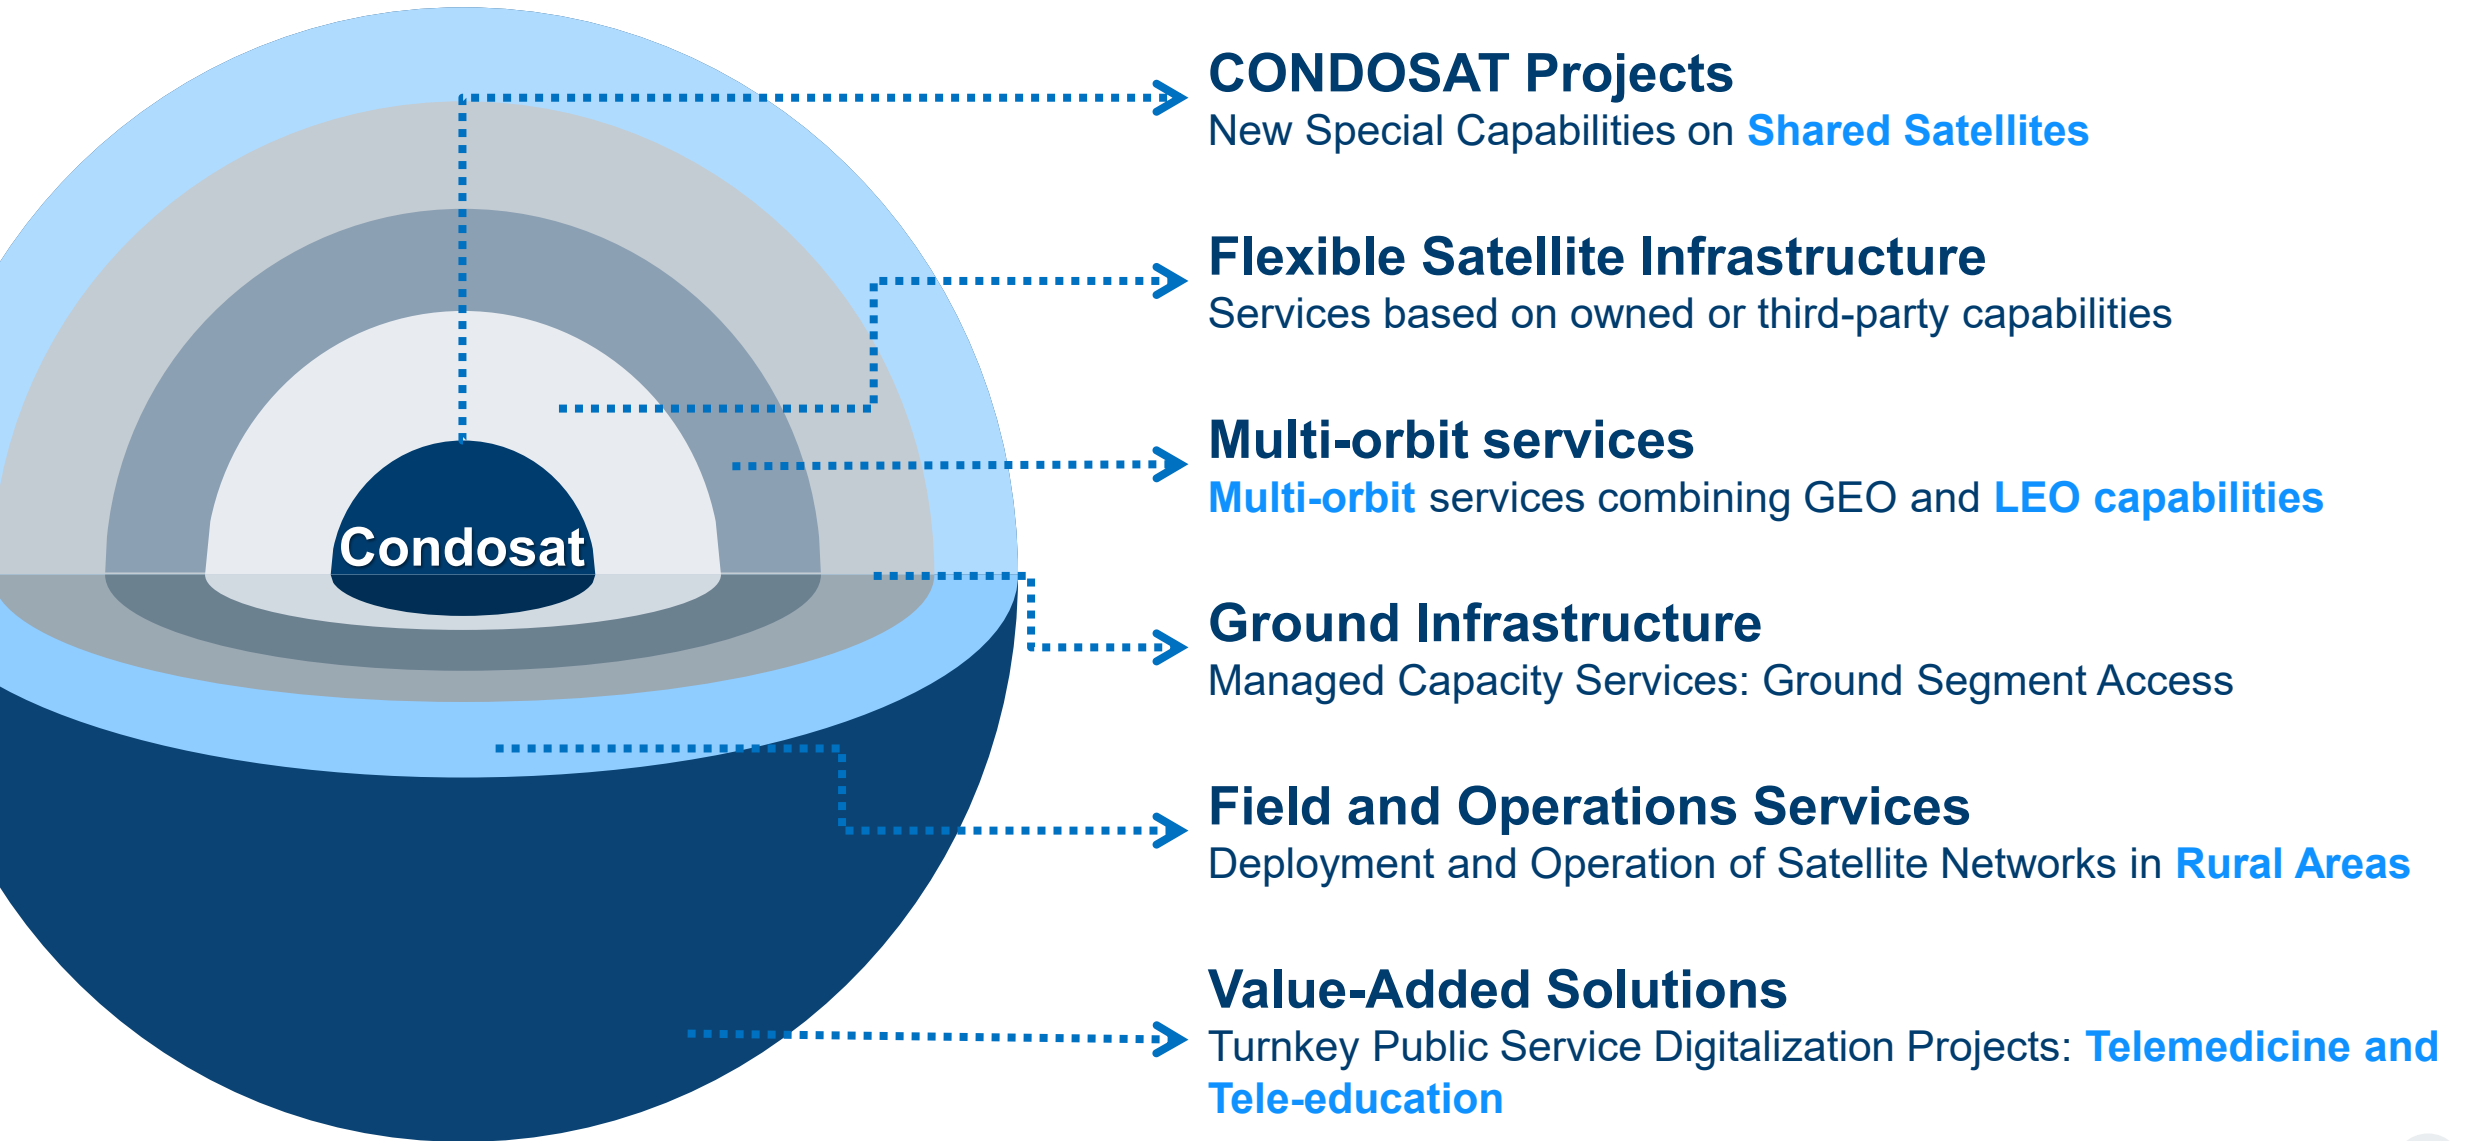 CONDOSAT Projects
New Special Capabilities on Shared Satellites
Flexible Satellite Infrastructure
Services based on owned or third-party capabilities
Multi-orbit services
Multi-orbit services combining GEO and LEO capabilities
Condosat
Ground Infrastructure
Managed Capacity Services: Ground Segment Access
Field and Operations Services
Deployment and Operation of Satellite Networks in Rural Areas
Value-Added Solutions
Turnkey Public Service Digitalization Projects: Telemedicine and
Tele-education